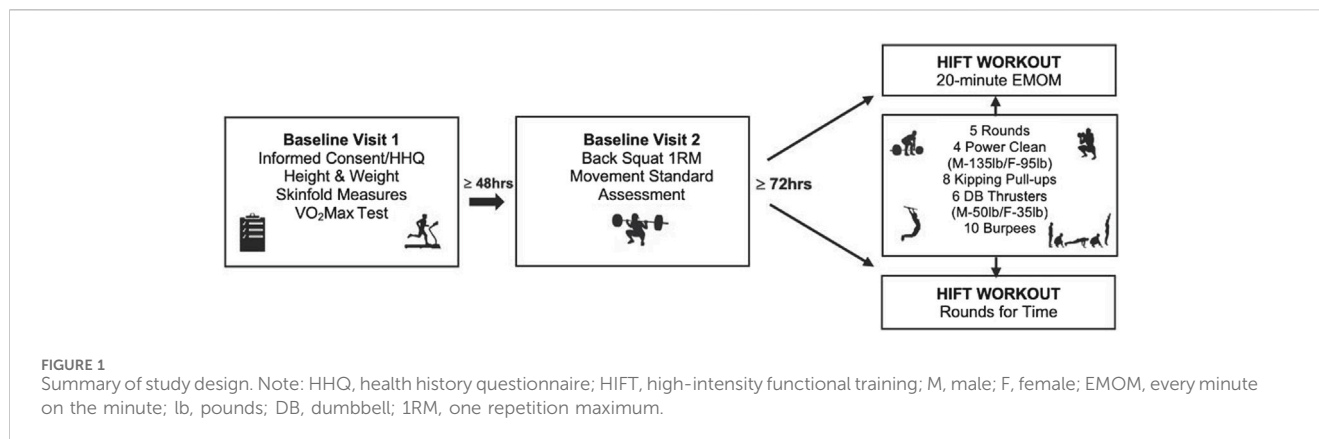 Baseline Visit 1
Informed Consent/HHQ
Height & Weight
Skinfold Measures
VO₂Max Test
≥ 48hrs
Baseline Visit 2
Back Squat 1RM
Movement Standard
Assessment
≥ 72hrs
HIFT WORKOUT
20-minute EMOM
5 Rounds
4 Power Clean
(M-135lb/F-95lb)
8 Kipping Pull-ups
6 DB Thrusters
(M-50lb/F-35lb)
10 Burpees
HIFT WORKOUT
Rounds for Time
FIGURE 1
Summary of study design. Note: HHQ, health history questionnaire; HIFT, high-intensity functional training; M, male; F, female; EMOM, every minute
on the minute; lb, pounds; DB, dumbbell; 1RM, one repetition maximum.